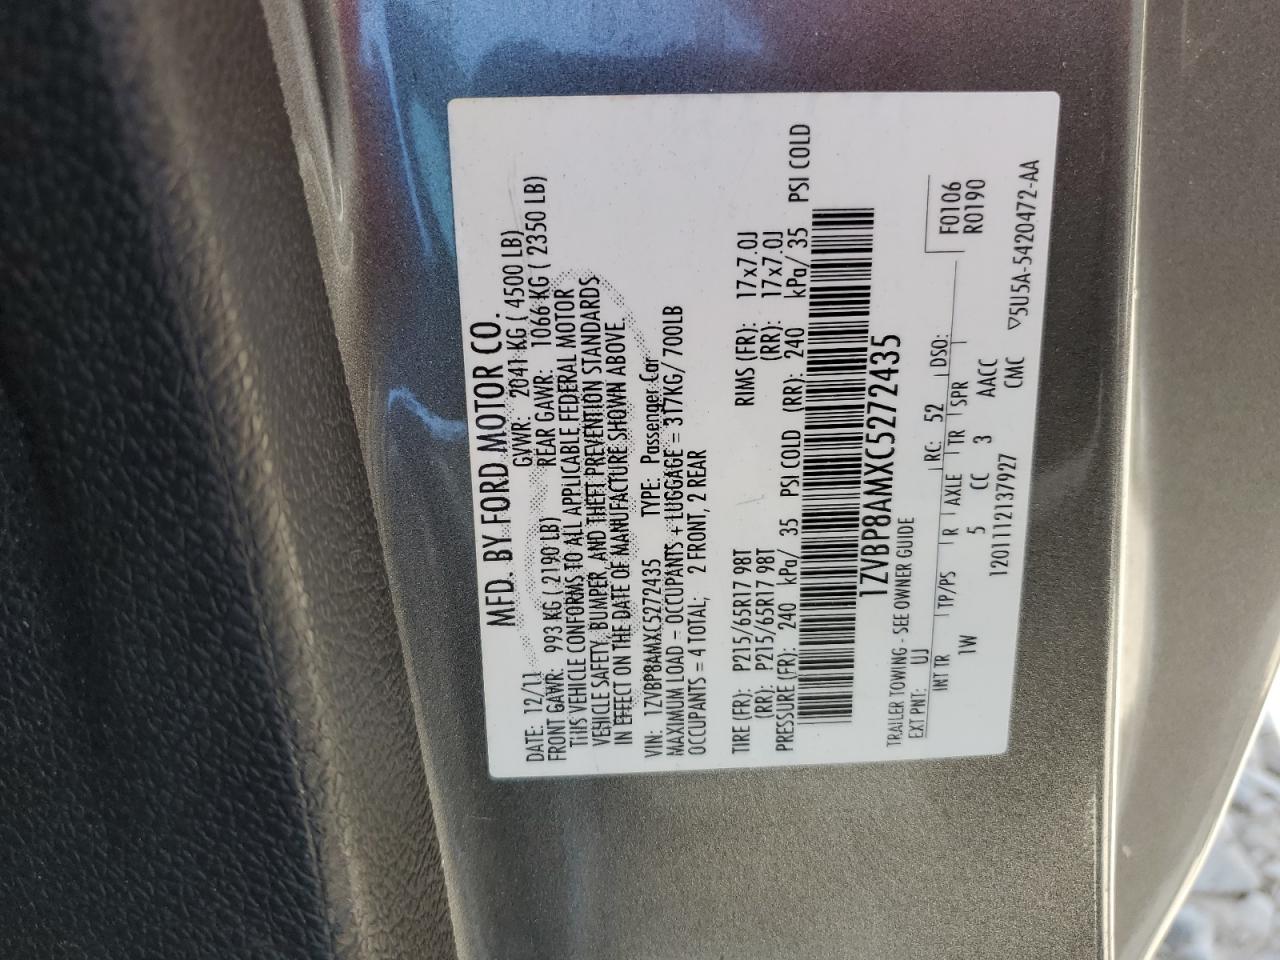 MFD. BY FORD MOTOR CO.
DATE: 12/11 GVWR: 2041 KG ( 4500 LB)
FRONT GAWR: 993 KG ( 2190 LB) REAR GAWR: 1066 KG ( 2350 LB)
THIS VEHICLE CONFORMS TO ALL APPLICABLE FEDERAL MOTOR
VEHICLE SAFETY, BUMPER, AND THEFT PREVENTION STANDARDS
IN EFFECT ON THE DATE OF MANUFACTURE SHOWN ABOVE.
VIN: 1ZVBP8AMXC5272435 TYPE: Passenger Car
MAXIMUM LOAD - OCCUPANTS + LUGGAGE = 317KG/ 700LB
OCCUPANTS = 4 TOTAL; 2 FRONT, 2 REAR
TIRE (FR): P215/65R17 98T RIMS (FR): 17x7.0J
(RR): P215/65R17 98T (RR): 17x7.0J
PRESSURE (FR): 240 kPa/ 35 PSI COLD (RR): 240 kPa/ 35 PSI COLD
1ZVBP8AMXC5272435
TRAILER TOWING - SEE OWNER GUIDE F0106
EXT PNT: UJ RC: 52 DSO: R0190
INT TR TP/PS R AXLE TR SPR
1W 5 CC 3 AACC
12011112137927 CMC ▽5U5A-5420472-AA